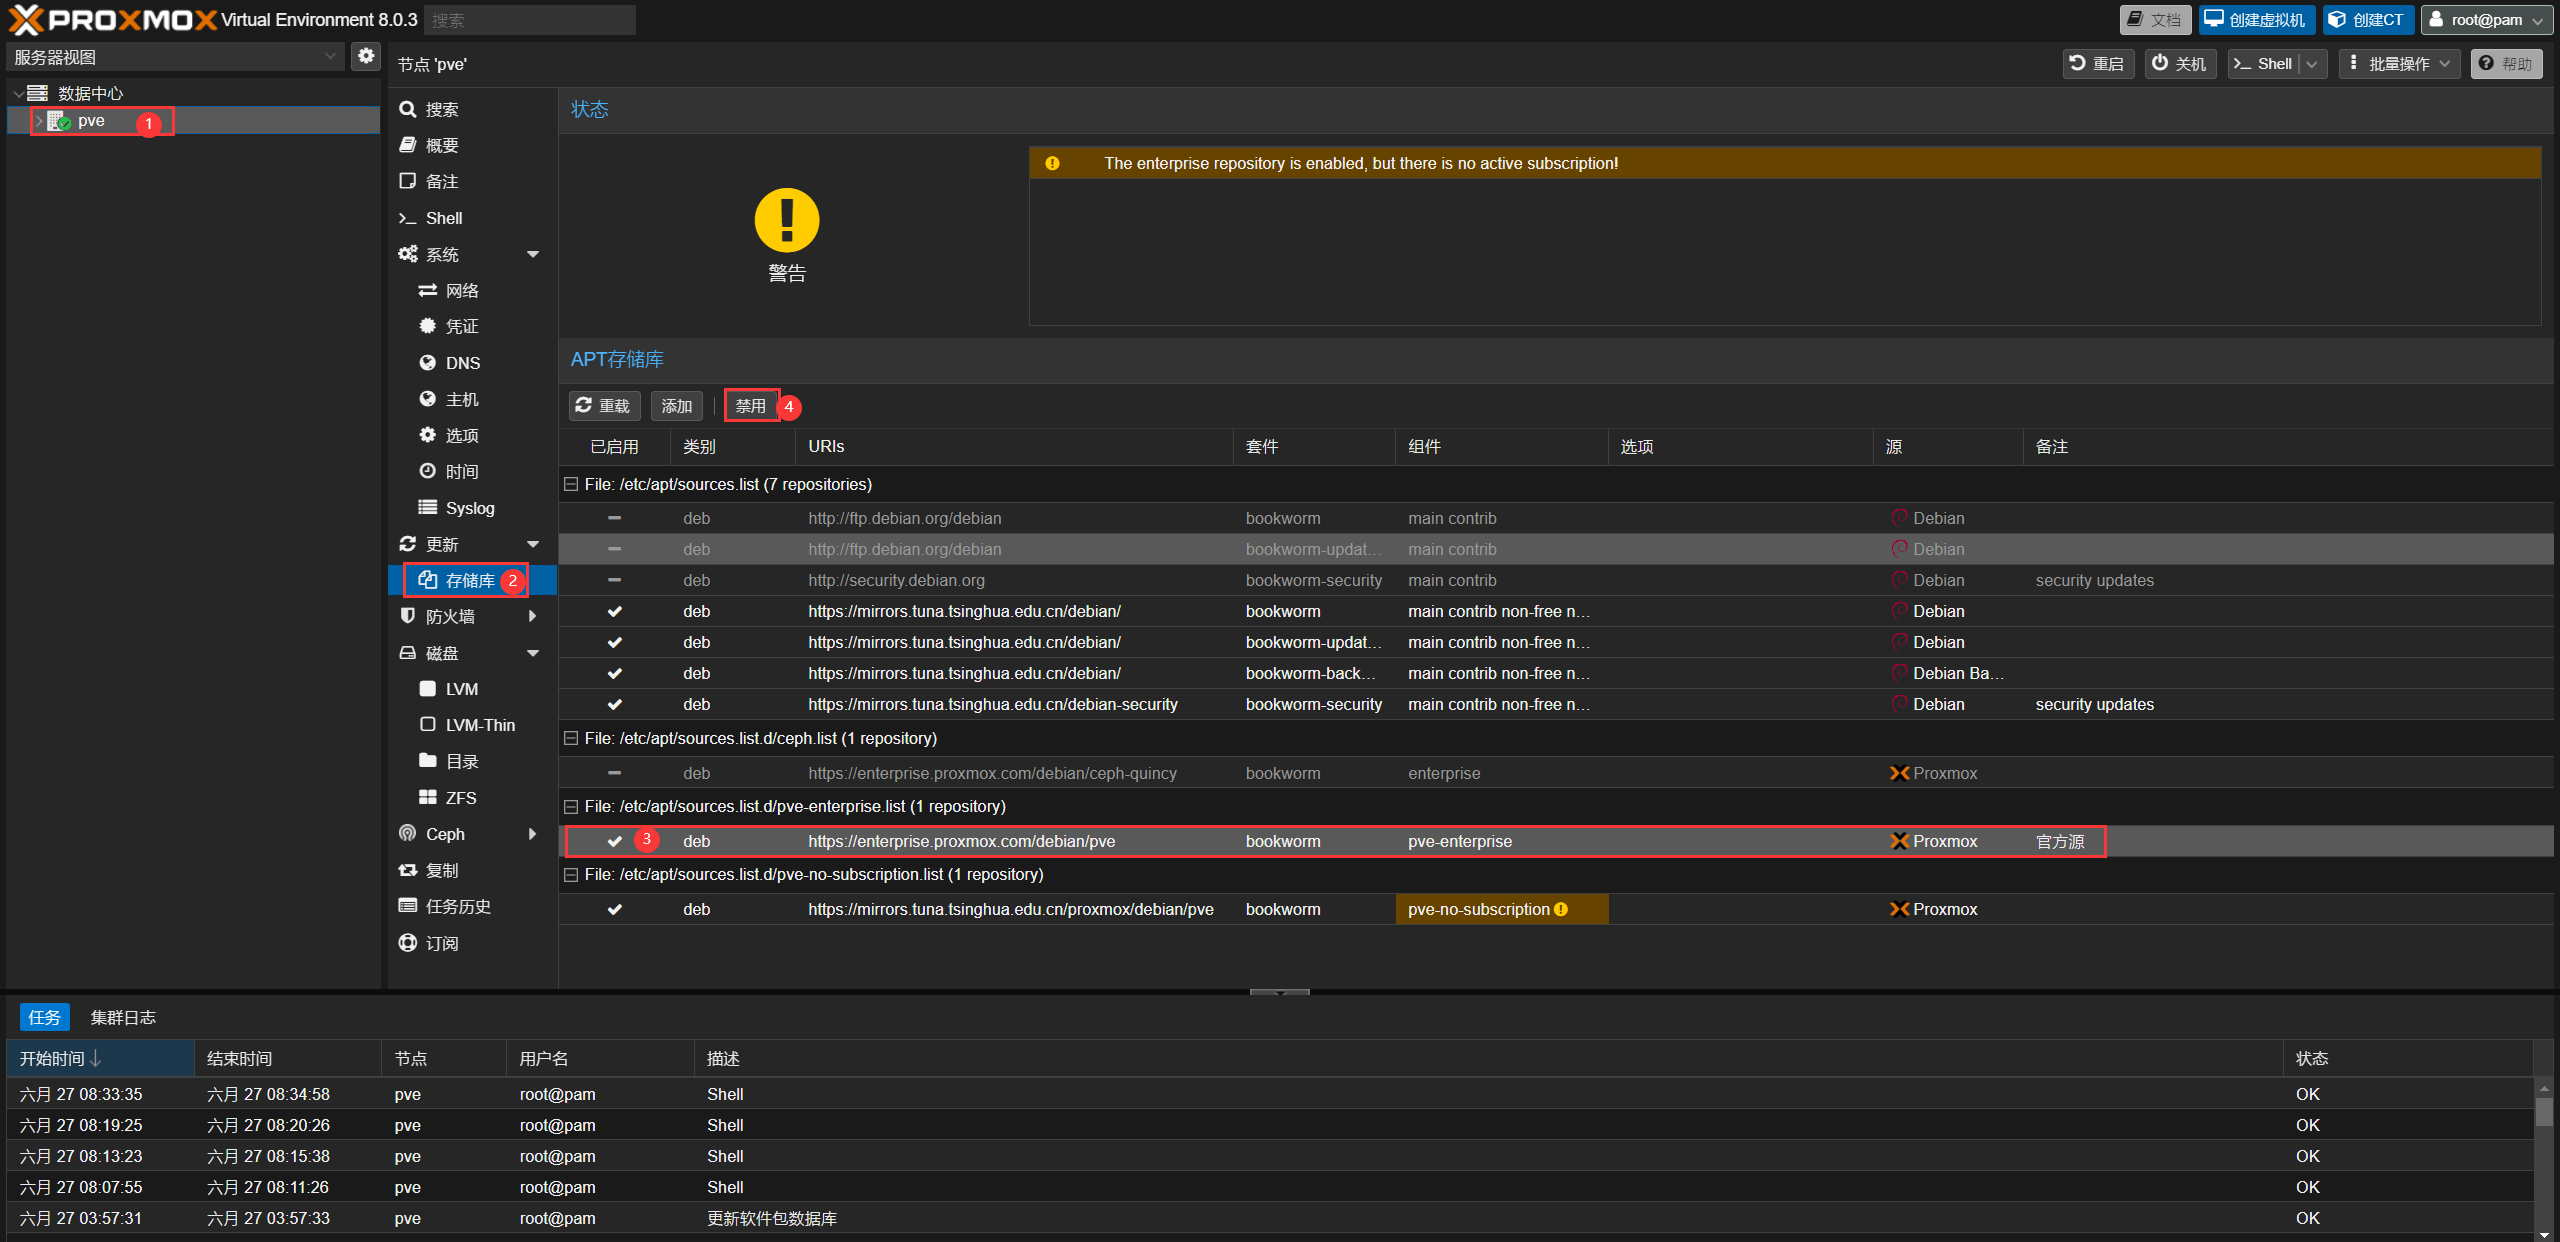 PROXMOX Virtual Environment 8.0.3 搜索 文档 创建虚拟机 创建CT root@pam
服务器视图
数据中心
pve 1
节点 'pve' 重启 关机 Shell 批量操作 帮助
搜索
概要
备注
Shell
系统
网络
凭证
DNS
主机
选项
时间
Syslog
更新
存储库 2
防火墙
磁盘
LVM
LVM-Thin
目录
ZFS
Ceph
复制
任务历史
订阅
状态
警告
The enterprise repository is enabled, but there is no active subscription!
APT存储库
重载 添加 禁用 4
已启用 类别 URIs 套件 组件 选项 源 备注
File: /etc/apt/sources.list (7 repositories)
deb http://ftp.debian.org/debian bookworm main contrib Debian
deb http://ftp.debian.org/debian bookworm-updat… main contrib Debian
deb http://security.debian.org bookworm-security main contrib Debian security updates
deb https://mirrors.tuna.tsinghua.edu.cn/debian/ bookworm main contrib non-free n… Debian
deb https://mirrors.tuna.tsinghua.edu.cn/debian/ bookworm-updat… main contrib non-free n… Debian
deb https://mirrors.tuna.tsinghua.edu.cn/debian/ bookworm-back… main contrib non-free n… Debian Ba…
deb https://mirrors.tuna.tsinghua.edu.cn/debian-security bookworm-security main contrib non-free n… Debian security updates
File: /etc/apt/sources.list.d/ceph.list (1 repository)
deb https://enterprise.proxmox.com/debian/ceph-quincy bookworm enterprise Proxmox
File: /etc/apt/sources.list.d/pve-enterprise.list (1 repository)
3 deb https://enterprise.proxmox.com/debian/pve bookworm pve-enterprise Proxmox 官方源
File: /etc/apt/sources.list.d/pve-no-subscription.list (1 repository)
deb https://mirrors.tuna.tsinghua.edu.cn/proxmox/debian/pve bookworm pve-no-subscription Proxmox
任务 集群日志
开始时间 结束时间 节点 用户名 描述 状态
六月 27 08:33:35 六月 27 08:34:58 pve root@pam Shell OK
六月 27 08:19:25 六月 27 08:20:26 pve root@pam Shell OK
六月 27 08:13:23 六月 27 08:15:38 pve root@pam Shell OK
六月 27 08:07:55 六月 27 08:11:26 pve root@pam Shell OK
六月 27 03:57:31 六月 27 03:57:33 pve root@pam 更新软件包数据库 OK